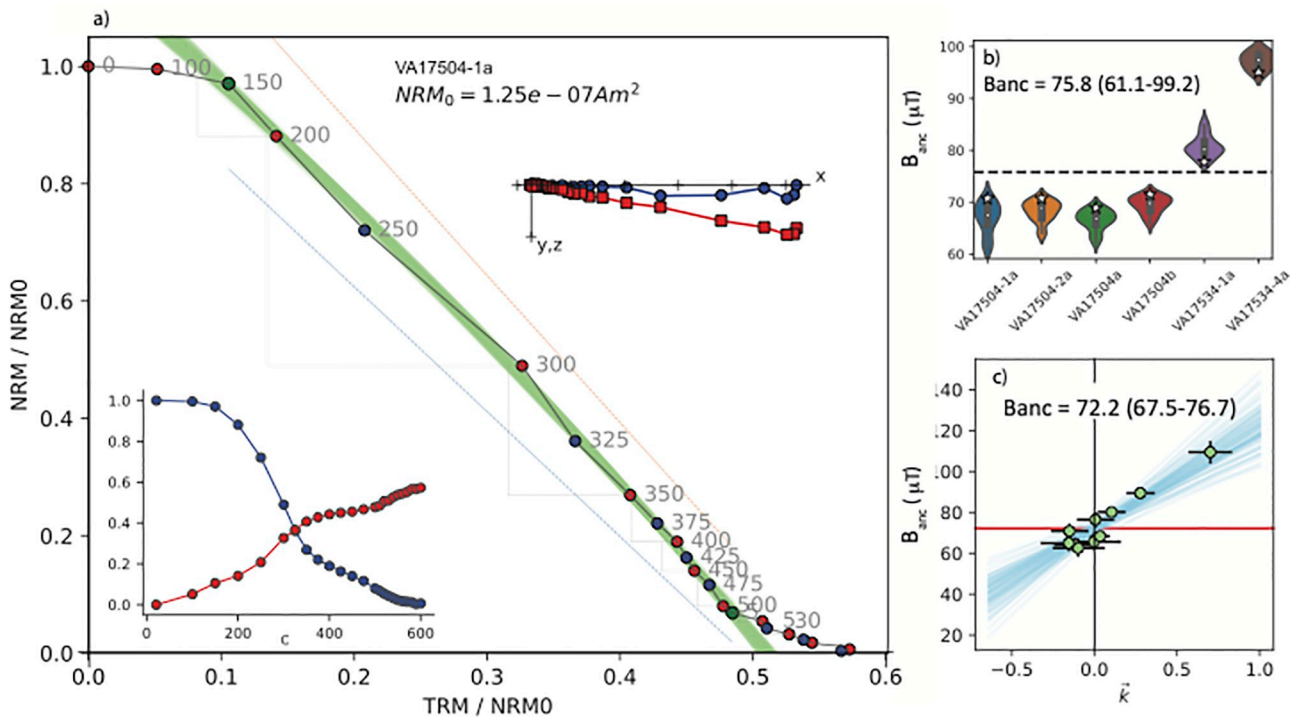 a)
VA17504-1a
NRM0 = 1.25e − 07Am²
NRM / NRM0
1.0
0.8
0.6
0.4
0.2
0.0
0
100
150
200
250
300
325
350
375
400
425
450
475
500
530
x
y,z
1.0
0.8
0.6
0.4
0.2
0.0
0 200 400 600
C
0.0 0.1 0.2 0.3 0.4 0.5 0.6
TRM / NRM0
b)
Banc = 75.8 (61.1-99.2)
Banc (μT)
100
90
80
70
60
VA17504-1a
VA17504-2a
VA17504a
VA17504b
VA17534-1a
VA17534-4a
c)
Banc = 72.2 (67.5-76.7)
Banc (μT)
140
120
100
80
60
40
20
−0.5 0.0 0.5 1.0
k⃗